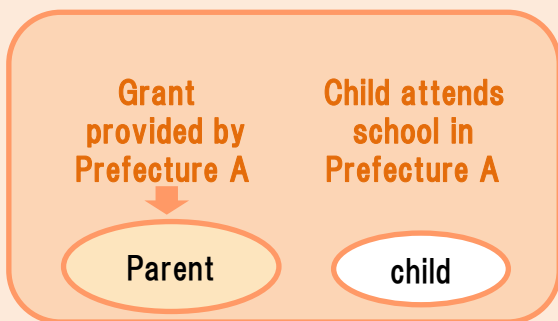 Grant
provided by
Prefecture A
Child attends
school in
Prefecture A
Parent
child